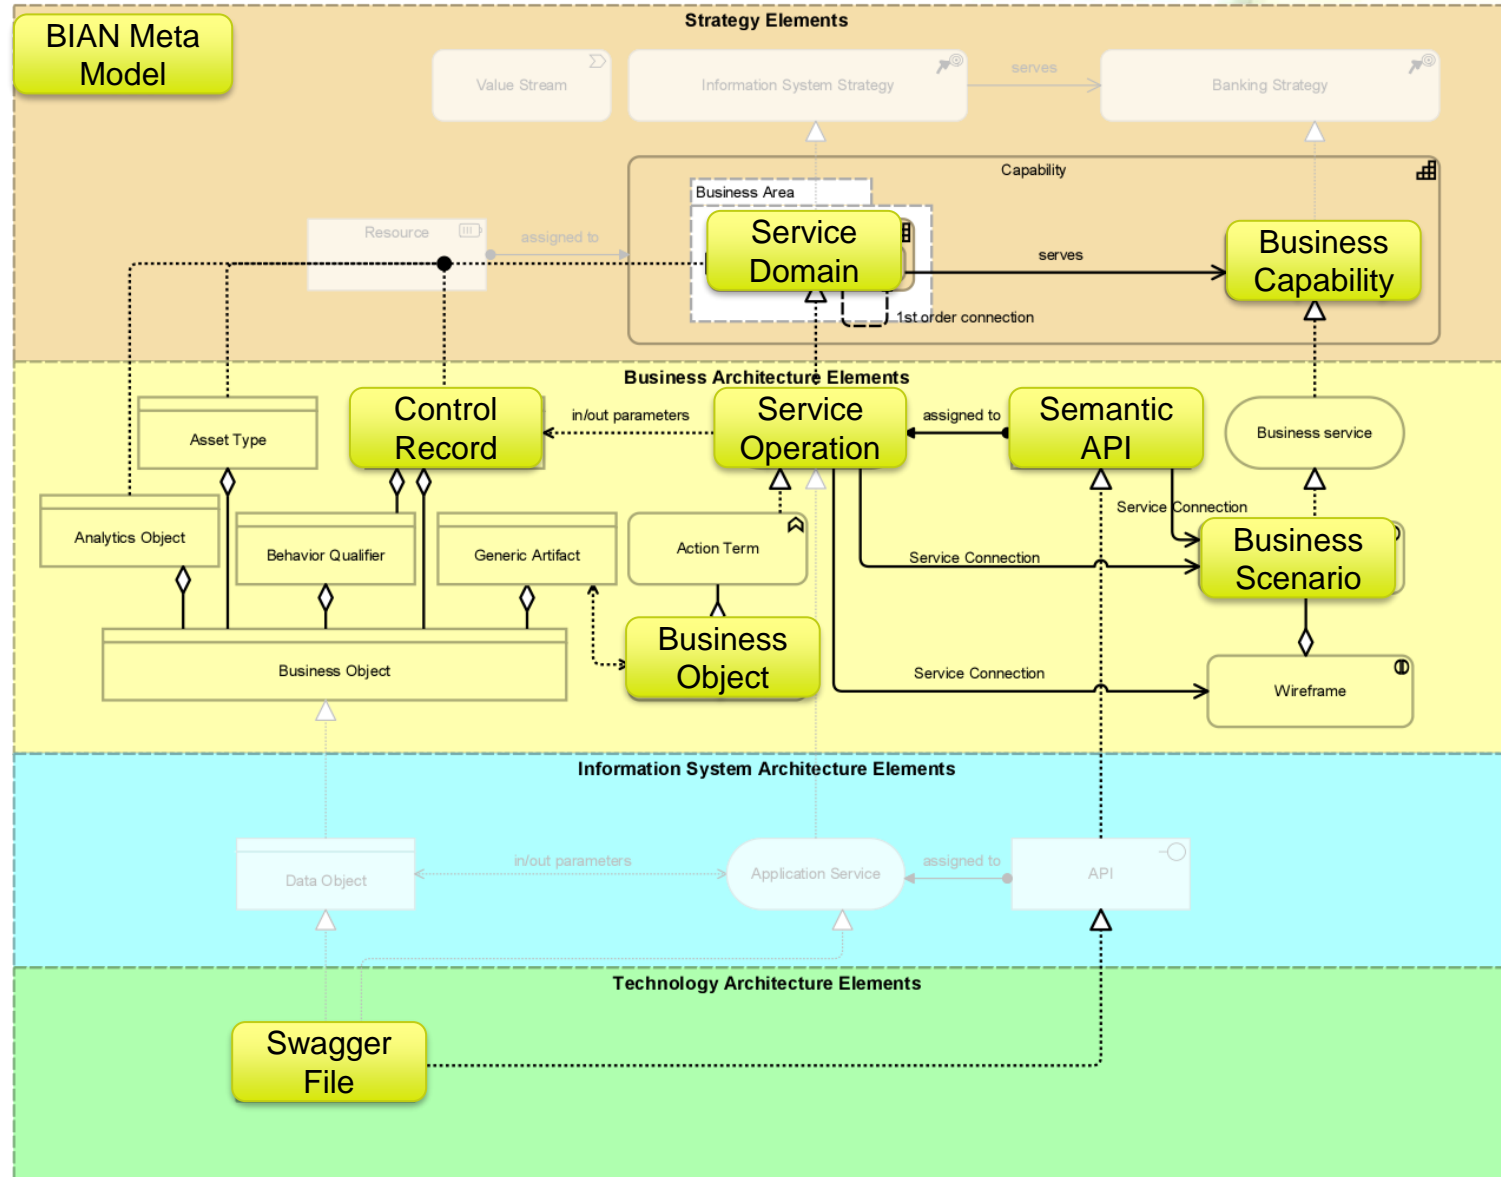 Strategy Elements
BIAN Meta
Model
Value Stream
Information System Strategy
serves
Banking Strategy
Capability
Business Area
Resource
assigned to
Service
Domain
serves
Business
Capability
1st order connection
Business Architecture Elements
Asset Type
Control
Record
in/out parameters
Service
Operation
assigned to
Semantic
API
Business service
Analytics Object
Behavior Qualifier
Generic Artifact
Action Term
Service Connection
Service Connection
Business
Scenario
Business Object
Business
Object
Service Connection
Wireframe
Information System Architecture Elements
Data Object
in/out parameters
Application Service
assigned to
API
Technology Architecture Elements
Swagger
File